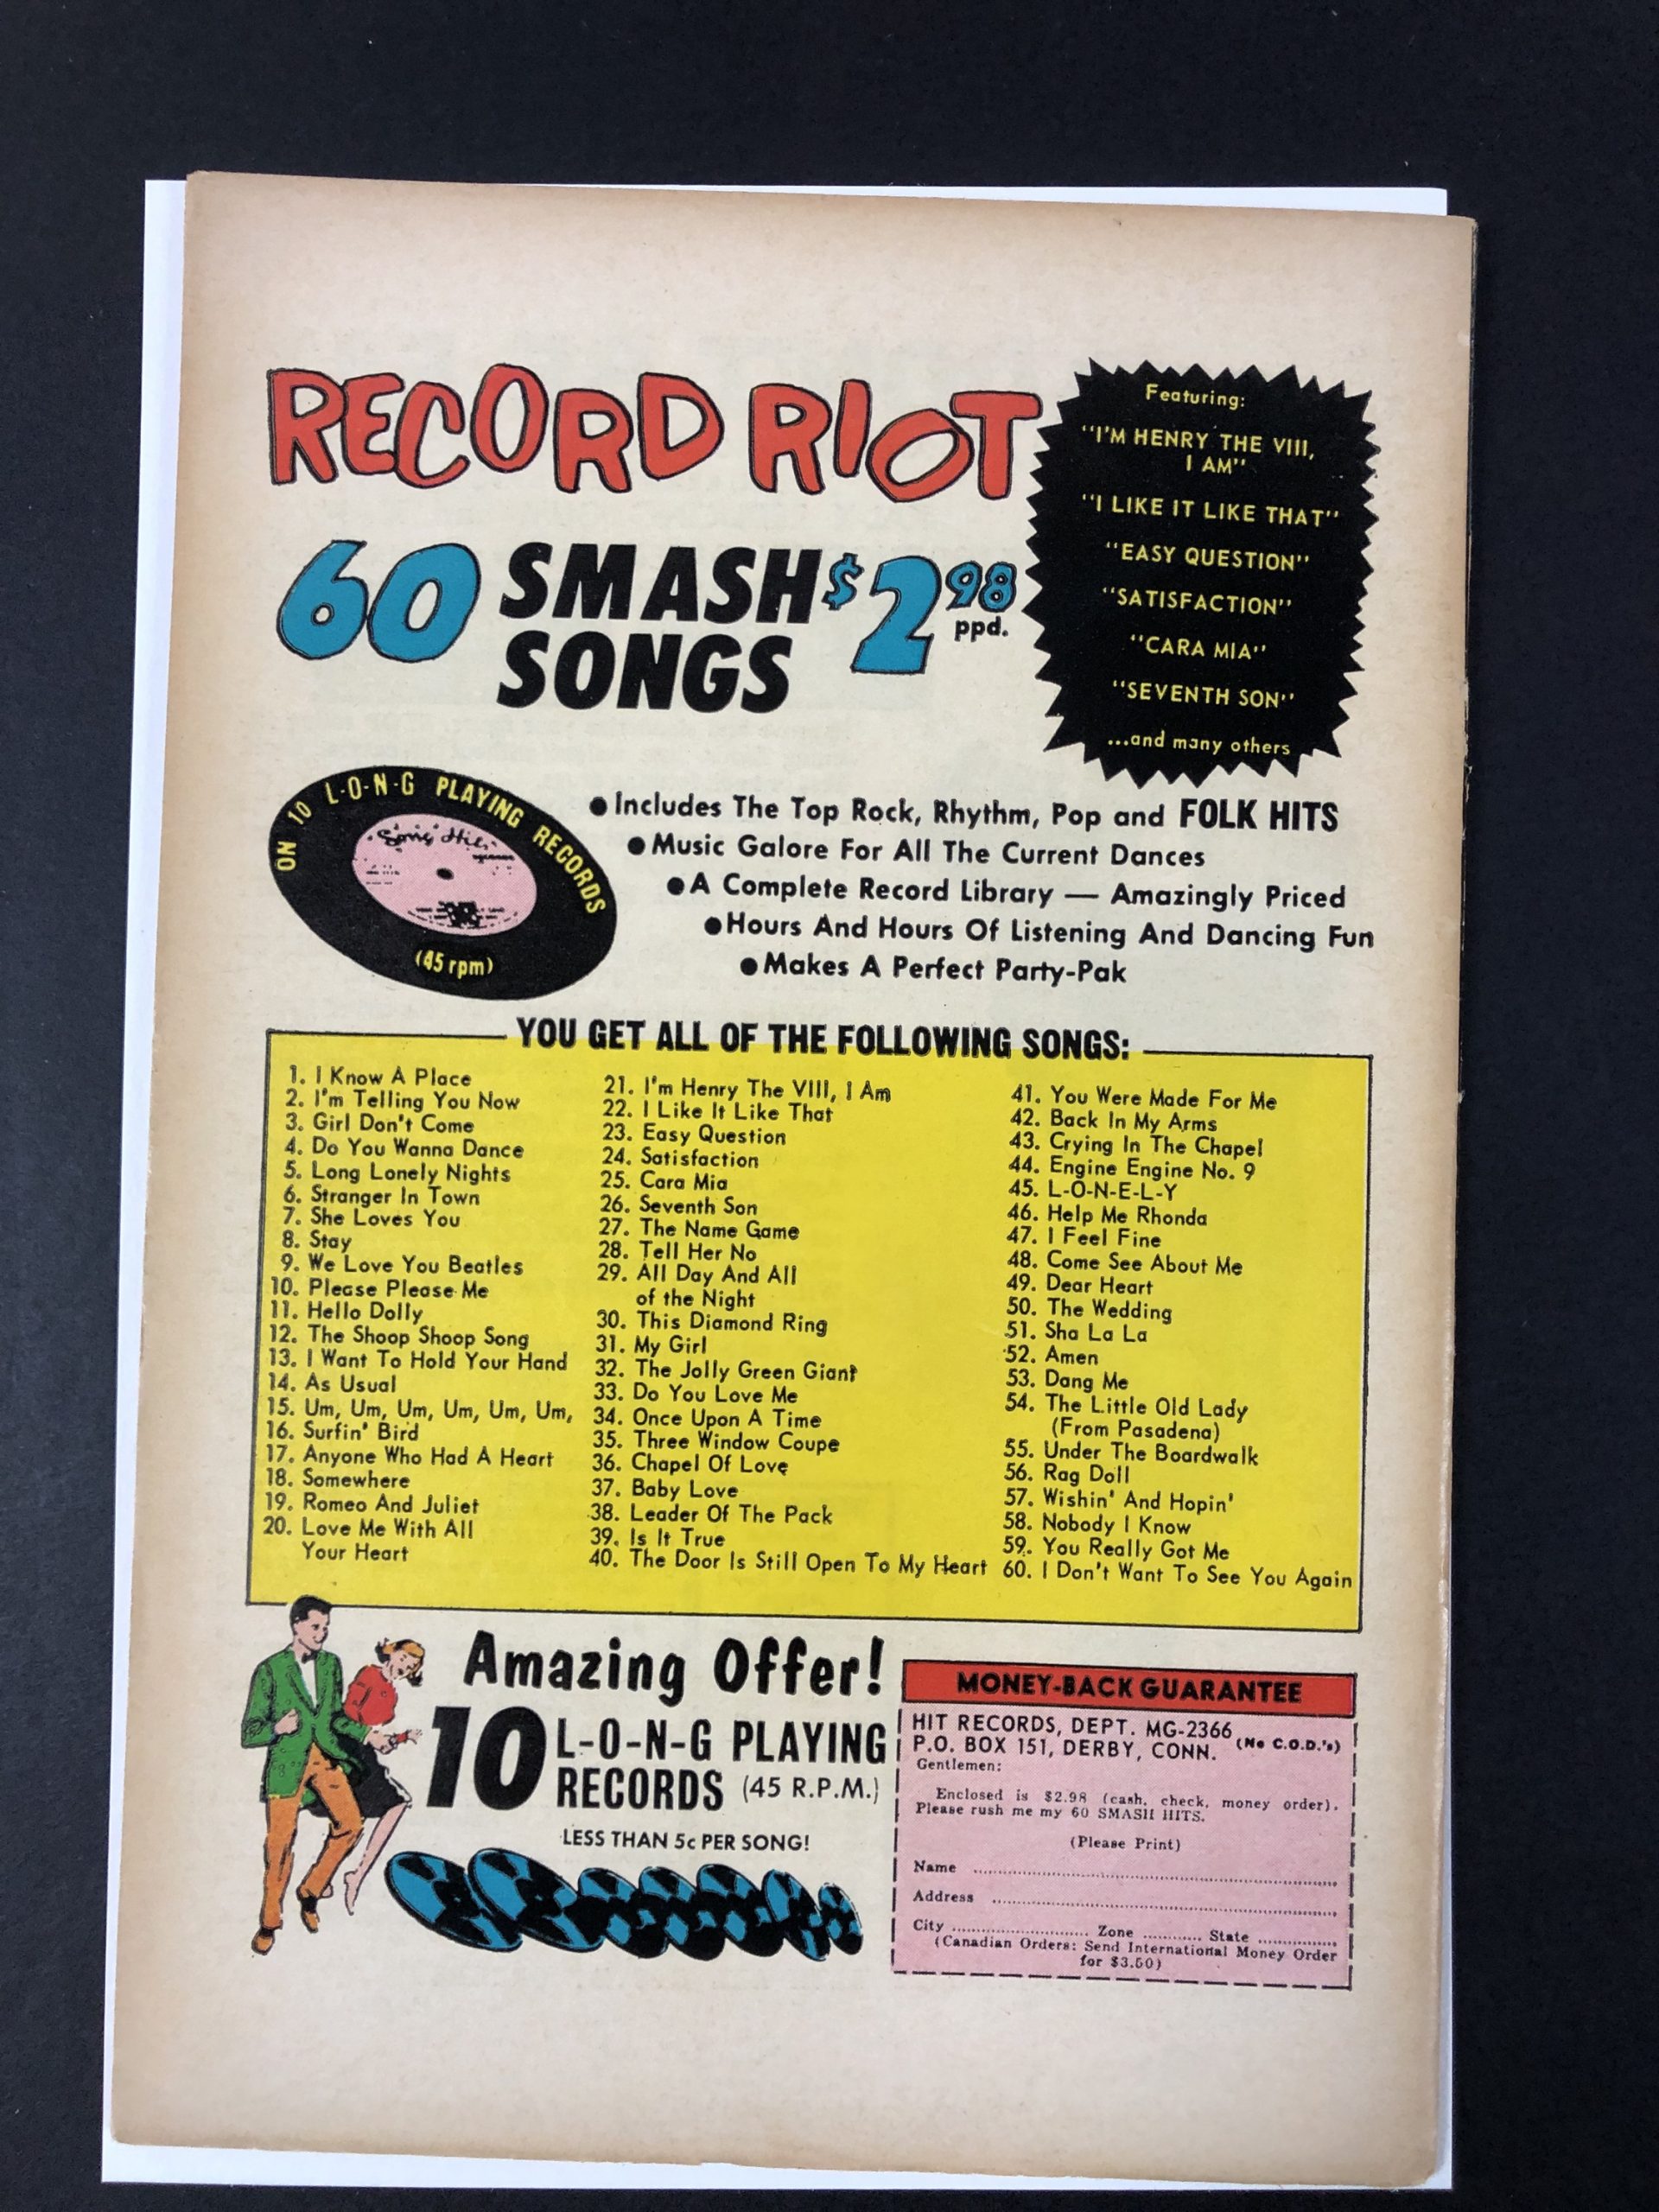 RECORD RIOT
60 SMASH SONGS $2.98 ppd.
Featuring:
"I'M HENRY THE VIII,
I AM"
"I LIKE IT LIKE THAT"
"EASY QUESTION"
"SATISFACTION"
"CARA MIA"
"SEVENTH SON"
...and many others
ON 10 L-O-N-G PLAYING RECORDS
Song Hits
(45 rpm)
●Includes The Top Rock, Rhythm, Pop and FOLK HITS
●Music Galore For All The Current Dances
●A Complete Record Library — Amazingly Priced
●Hours And Hours Of Listening And Dancing Fun
●Makes A Perfect Party-Pak
YOU GET ALL OF THE FOLLOWING SONGS:
1. I Know A Place
2. I'm Telling You Now
3. Girl Don't Come
4. Do You Wanna Dance
5. Long Lonely Nights
6. Stranger In Town
7. She Loves You
8. Stay
9. We Love You Beatles
10. Please Please Me
11. Hello Dolly
12. The Shoop Shoop Song
13. I Want To Hold Your Hand
14. As Usual
15. Um, Um, Um, Um, Um, Um,
16. Surfin' Bird
17. Anyone Who Had A Heart
18. Somewhere
19. Romeo And Juliet
20. Love Me With All
Your Heart
21. I'm Henry The VIII, I Am
22. I Like It Like That
23. Easy Question
24. Satisfaction
25. Cara Mia
26. Seventh Son
27. The Name Game
28. Tell Her No
29. All Day And All
of the Night
30. This Diamond Ring
31. My Girl
32. The Jolly Green Giant
33. Do You Love Me
34. Once Upon A Time
35. Three Window Coupe
36. Chapel Of Love
37. Baby Love
38. Leader Of The Pack
39. Is It True
40. The Door Is Still Open To My Heart
41. You Were Made For Me
42. Back In My Arms
43. Crying In The Chapel
44. Engine Engine No. 9
45. L-O-N-E-L-Y
46. Help Me Rhonda
47. I Feel Fine
48. Come See About Me
49. Dear Heart
50. The Wedding
51. Sha La La
52. Amen
53. Dang Me
54. The Little Old Lady
(From Pasadena)
55. Under The Boardwalk
56. Rag Doll
57. Wishin' And Hopin'
58. Nobody I Know
59. You Really Got Me
60. I Don't Want To See You Again
Amazing Offer!
10 L-O-N-G PLAYING
RECORDS (45 R.P.M.)
LESS THAN 5c PER SONG!
MONEY-BACK GUARANTEE
HIT RECORDS, DEPT. MG-2366
P.O. BOX 151, DERBY, CONN. (No C.O.D.'s)
Gentlemen:
Enclosed is $2.98 (cash, check, money order).
Please rush me my 60 SMASH HITS.
(Please Print)
Name
Address
City Zone State
(Canadian Orders: Send International Money Order
for $3.50)